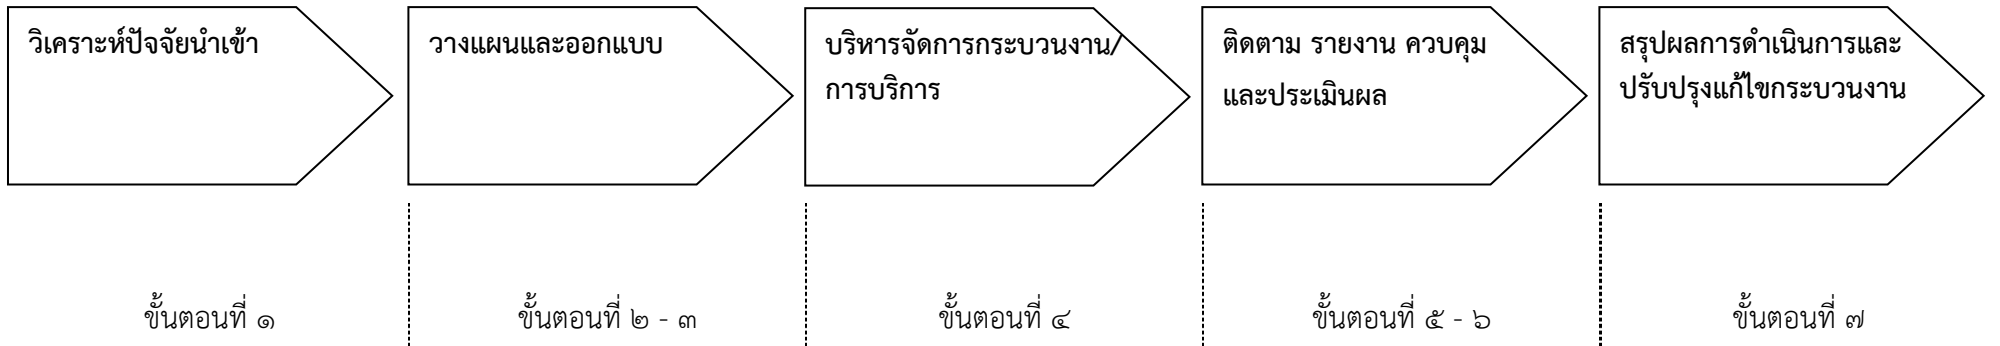 วิเคราะห์ปัจจัยนำเข้า
วางแผนและออกแบบ
บริหารจัดการกระบวนงาน/
การบริการ
ติดตาม รายงาน ควบคุม
และประเมินผล
สรุปผลการดำเนินการและ
ปรับปรุงแก้ไขกระบวนงาน
ขั้นตอนที่ ๑
ขั้นตอนที่ ๒ - ๓
ขั้นตอนที่ ๔
ขั้นตอนที่ ๕ - ๖
ขั้นตอนที่ ๗